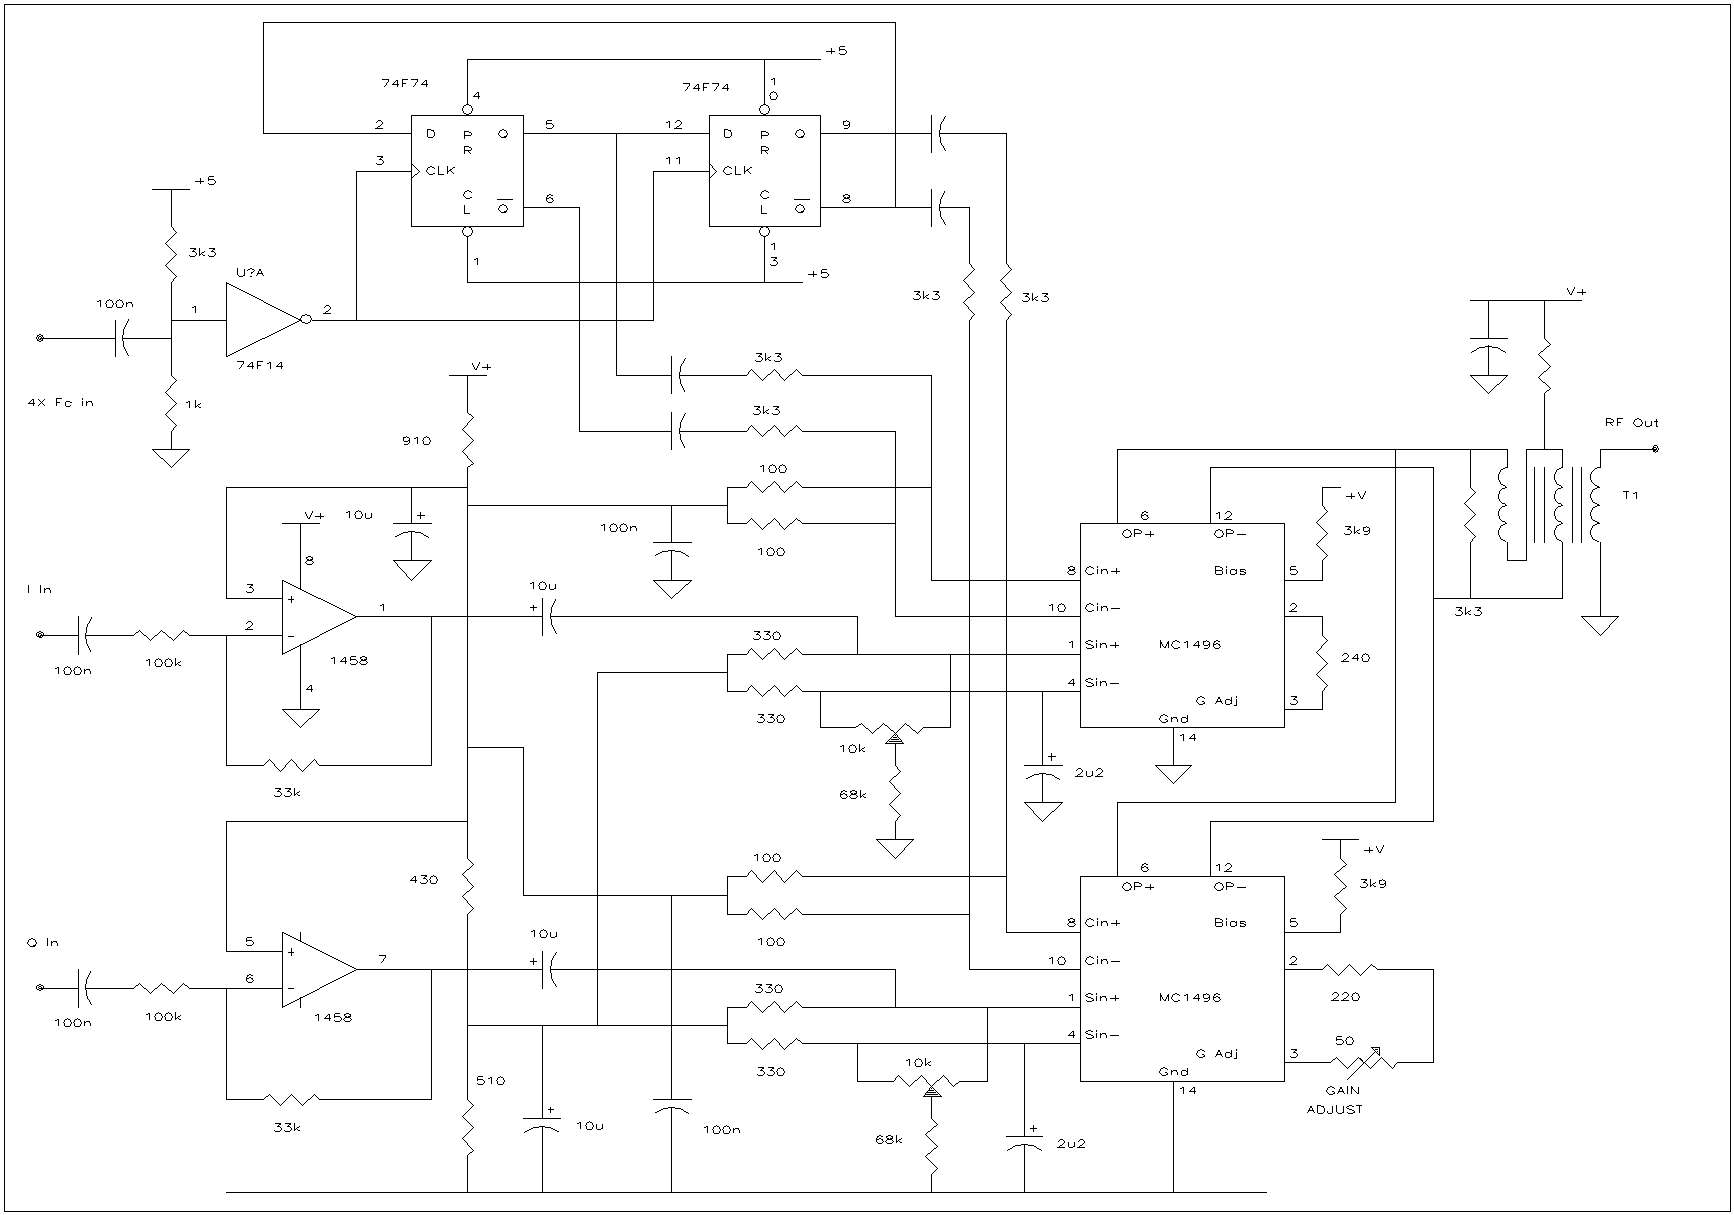 +5
74F74
74F74
4
1
0
2
D
P
R
Q
5
12
D
P
R
Q
9
3
CLK
11
CLK
C
L
Q
6
C
L
Q
8
+5
1
1
3
+5
3k3
U?A
100n
1
2
74F14
4X Fc in
1k
3k3
3k3
V+
RF Out
T1
3k3
V+
3k3
3k3
910
100
10u
V+
100n
100
8
I In
3
+
2
-
1
10u
+
+
1458
4
100n
100k
33k
330
330
10k
68k
6
12
OP+
OP-
+V
3k9
8
Cin+
Bias
5
10
Cin-
2
1
Sin+
MC1496
240
4
Sin-
G Adj
3
Gnd
14
+
2u2
430
100
100
6
12
OP+
OP-
+V
3k9
8
Cin+
Bias
5
10
Cin-
2
1
Sin+
MC1496
220
4
Sin-
50
G Adj
3
Gnd
14
GAIN
ADJUST
Q In
5
+
6
-
7
10u
+
1458
100n
100k
33k
330
330
10k
68k
510
+
10u
100n
+
2u2